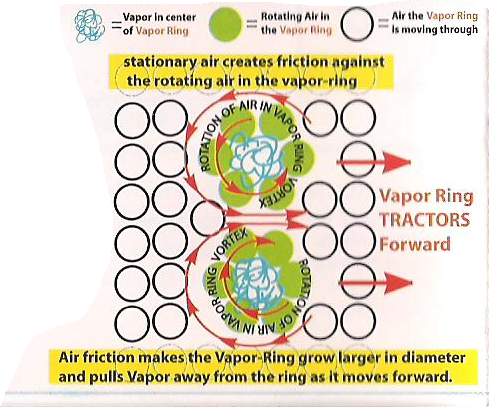 = Vapor in center
of Vapor Ring
= Rotating Air in
the Vapor Ring
= Air the Vapor Ring
is moving through
stationary air creates friction against
the rotating air in the vapor-ring
ROTATION OF AIR IN VAPOR RING VORTEX
Vapor Ring
TRACTORS
Forward
ROTATION OF AIR IN VAPOR RING VORTEX
Air friction makes the Vapor-Ring grow larger in diameter
and pulls Vapor away from the ring as it moves forward.